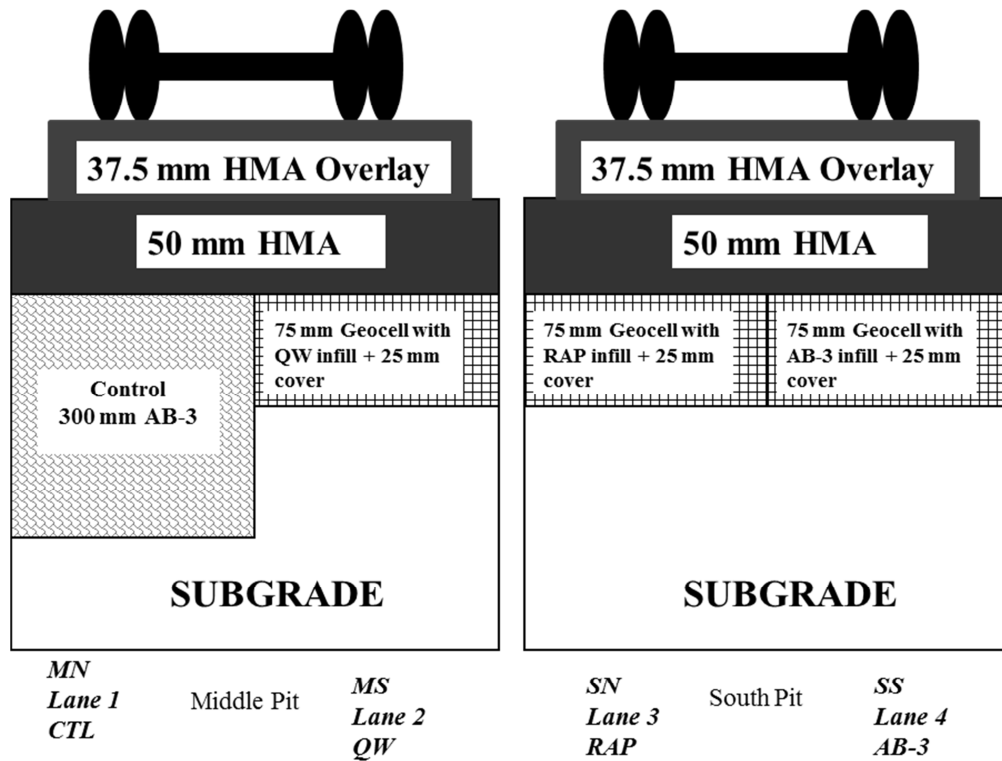 37.5 mm HMA Overlay
50 mm HMA
Control
300 mm AB-3
75 mm Geocell with
QW infill + 25 mm
cover
SUBGRADE
MN
Lane 1
CTL
Middle Pit
MS
Lane 2
QW
37.5 mm HMA Overlay
50 mm HMA
75 mm Geocell with
RAP infill + 25 mm
cover
75 mm Geocell with
AB-3 infill + 25 mm
cover
SUBGRADE
SN
Lane 3
RAP
South Pit
SS
Lane 4
AB-3